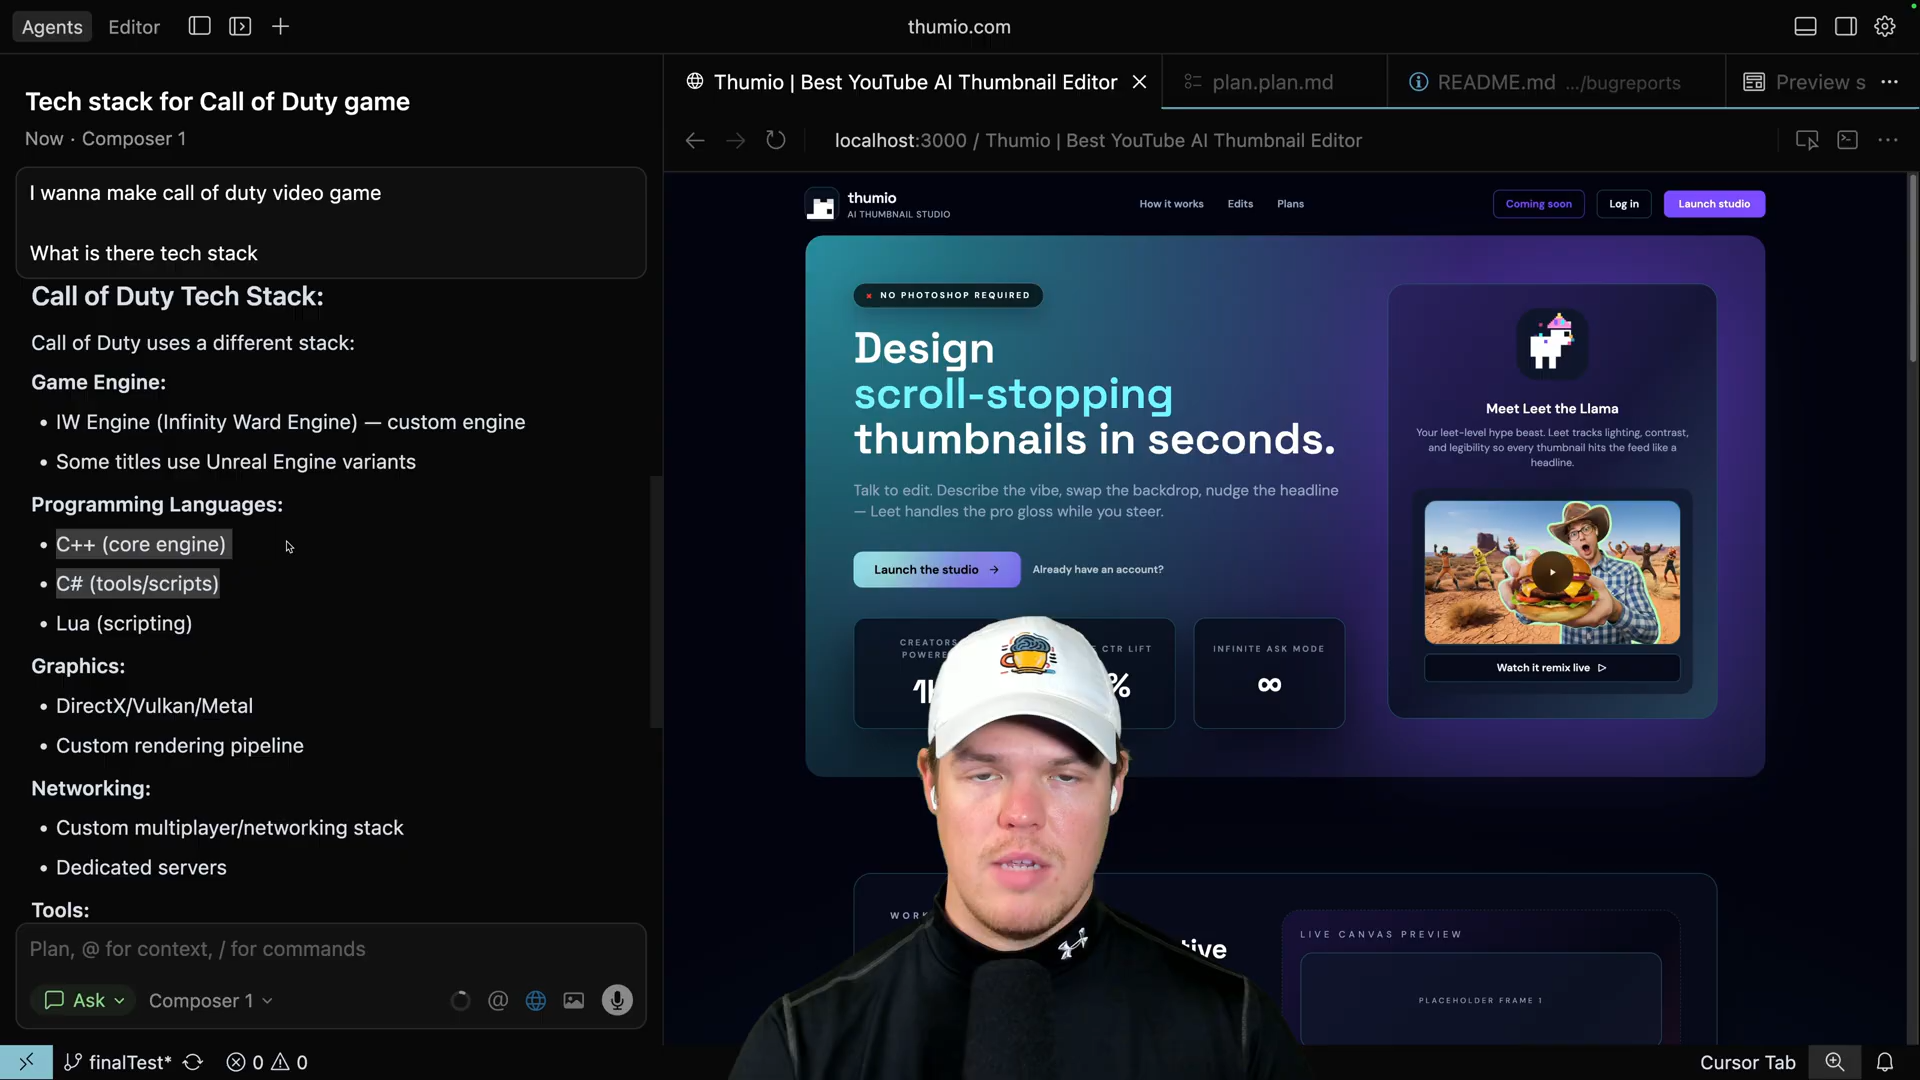 Agents
Editor
thumio.com
Tech stack for Call of Duty game
Now · Composer 1
I wanna make call of duty video game
What is there tech stack
Call of Duty Tech Stack:
Call of Duty uses a different stack:
Game Engine:
• IW Engine (Infinity Ward Engine) — custom engine
• Some titles use Unreal Engine variants
Programming Languages:
• C++ (core engine)
• C# (tools/scripts)
• Lua (scripting)
Graphics:
• DirectX/Vulkan/Metal
• Custom rendering pipeline
Networking:
• Custom multiplayer/networking stack
• Dedicated servers
Tools:
Plan, @ for context, / for commands
Ask
Composer 1
finalTest*
0
0
Thumio | Best YouTube AI Thumbnail Editor
plan.plan.md
README.md .../bugreports
Preview s
localhost:3000 / Thumio | Best YouTube AI Thumbnail Editor
thumio
AI THUMBNAIL STUDIO
How it works
Edits
Plans
Coming soon
Log in
Launch studio
NO PHOTOSHOP REQUIRED
Design
scroll-stopping
thumbnails in seconds.
Talk to edit. Describe the vibe, swap the backdrop, nudge the headline
— Leet handles the pro gloss while you steer.
Launch the studio →
Already have an account?
CREATORS
CTR LIFT
%
INFINITE ASK MODE
∞
Meet Leet the Llama
Your leet-level hype beast. Leet tracks lighting, contrast,
and legibility so every thumbnail hits the feed like a
headline.
Watch it remix live
LIVE CANVAS PREVIEW
PLACEHOLDER FRAME 1
Cursor Tab